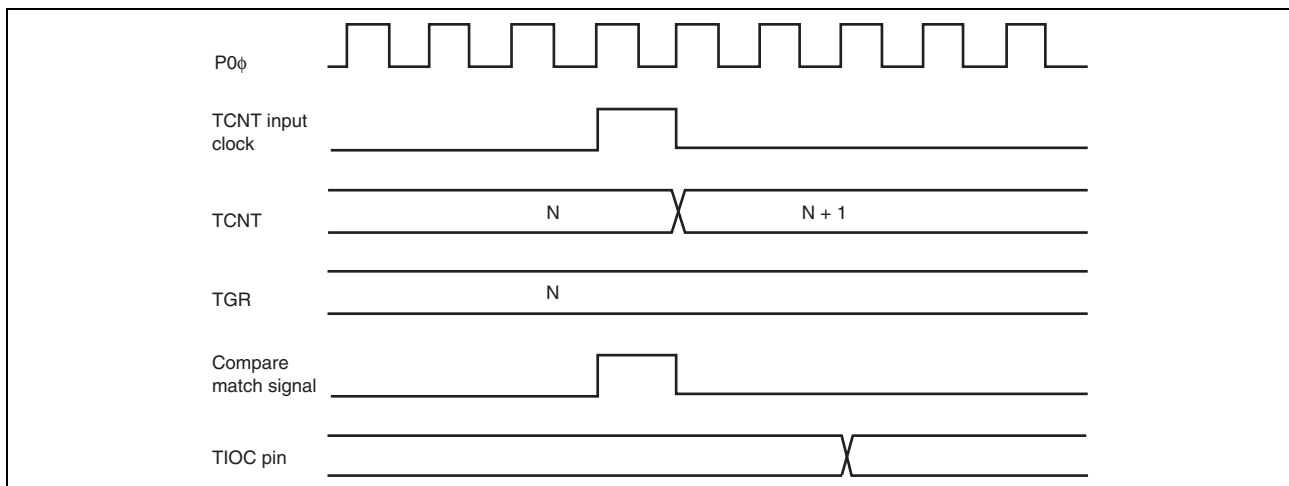 P0ϕ
TCNT input
clock
TCNT
N
N + 1
TGR
N
Compare
match signal
TIOC pin